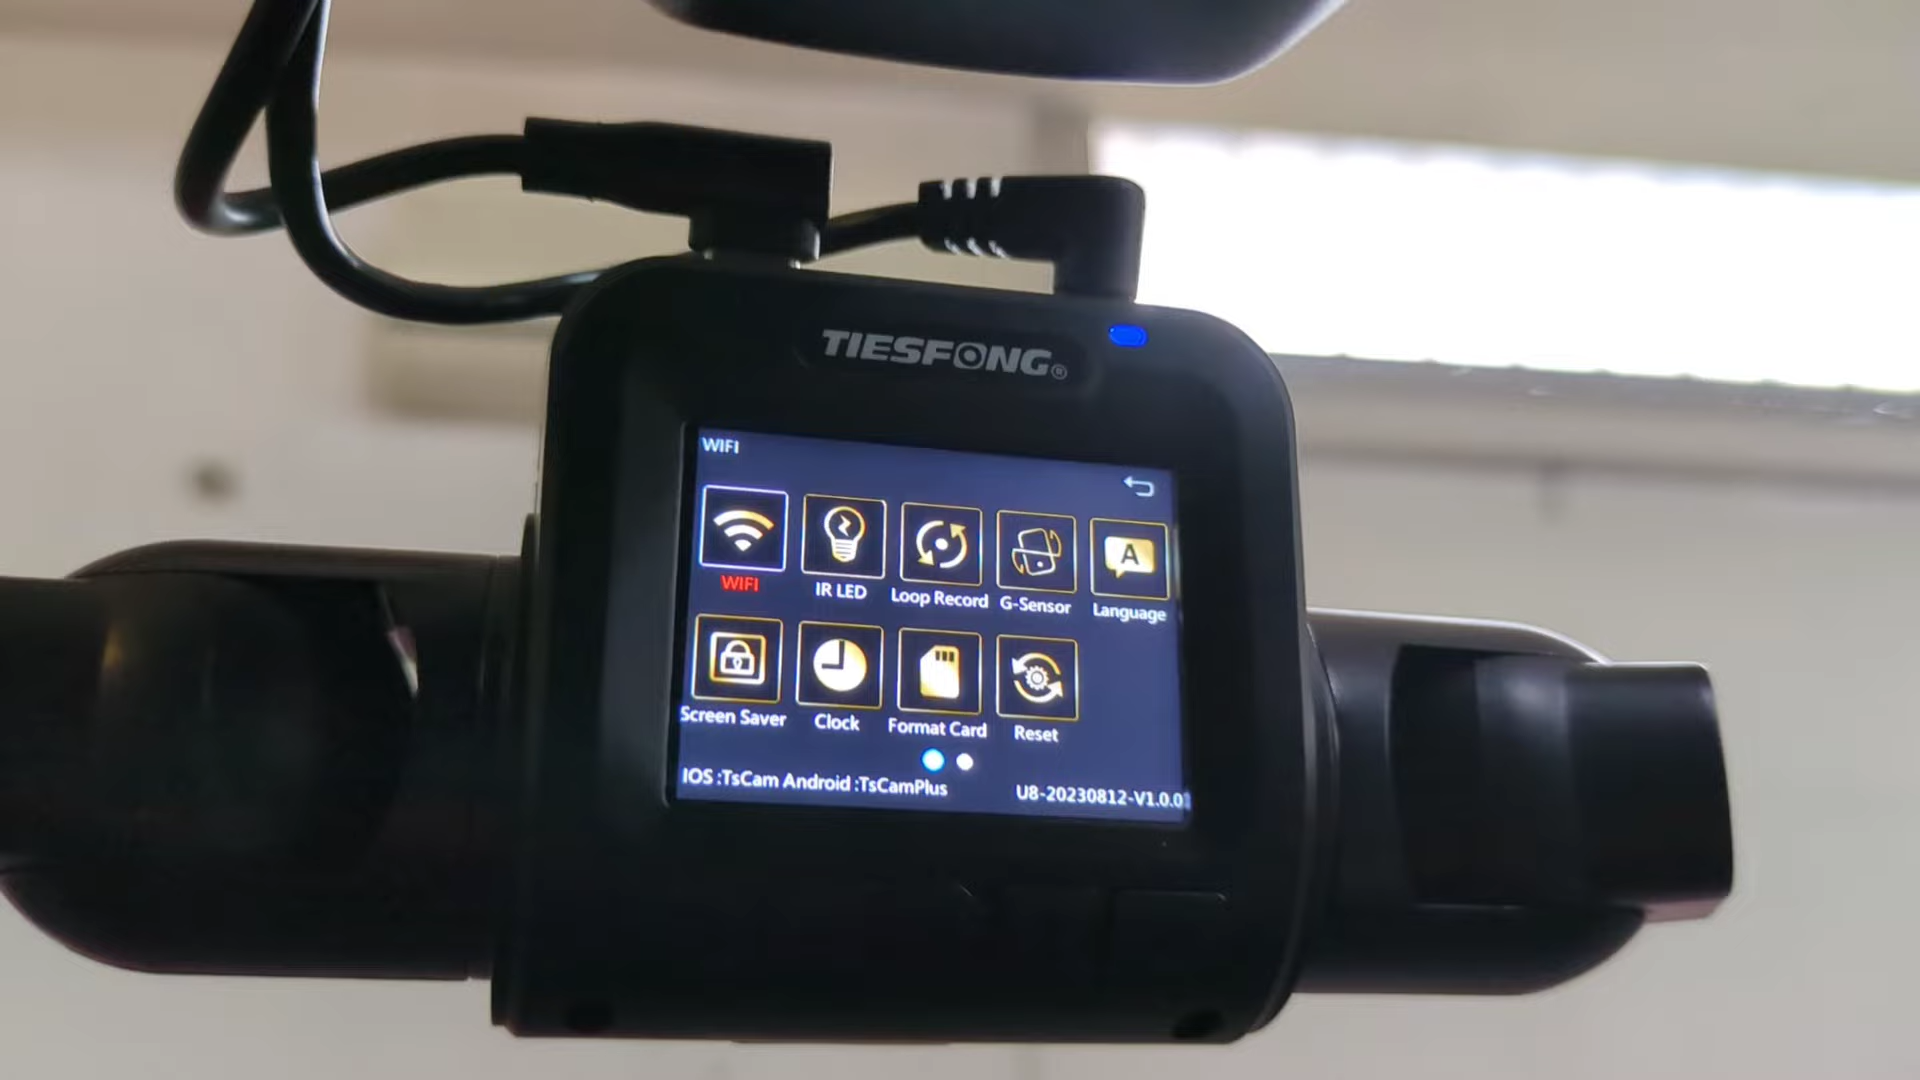 TIESFONG®
WIFI
WIFI IR LED Loop Record G-Sensor A Language
Screen Saver Clock Format Card Reset
IOS :TsCam Android :TsCamPlus U8-20230812-V1.0.01